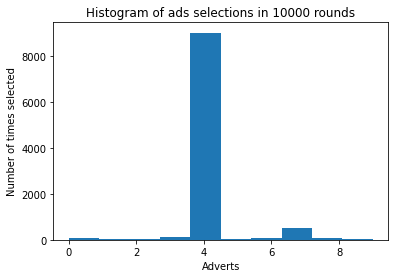 Histogram of ads selections in 10000 rounds
Number of times selected
8000
6000
4000
2000
0
0 2 4 6 8
Adverts